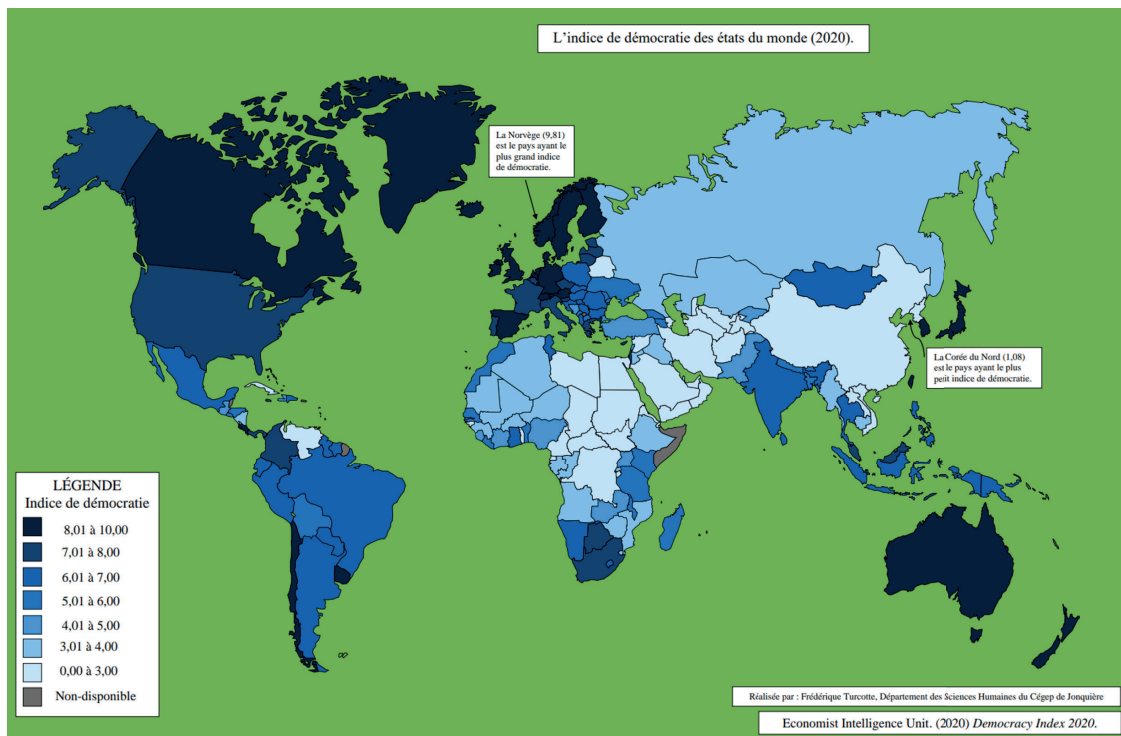 L'indice de démocratie des états du monde (2020).
La Norvège (9,81)
est le pays ayant le
plus grand indice
de démocratie.
La Corée du Nord (1,08)
est le pays ayant le plus
petit indice de démocratie.
LÉGENDE
Indice de démocratie
8,01 à 10,00
7,01 à 8,00
6,01 à 7,00
5,01 à 6,00
4,01 à 5,00
3,01 à 4,00
0,00 à 3,00
Non-disponible
Réalisée par : Frédérique Turcotte, Département des Sciences Humaines du Cégep de Jonquière
Economist Intelligence Unit. (2020) Democracy Index 2020.